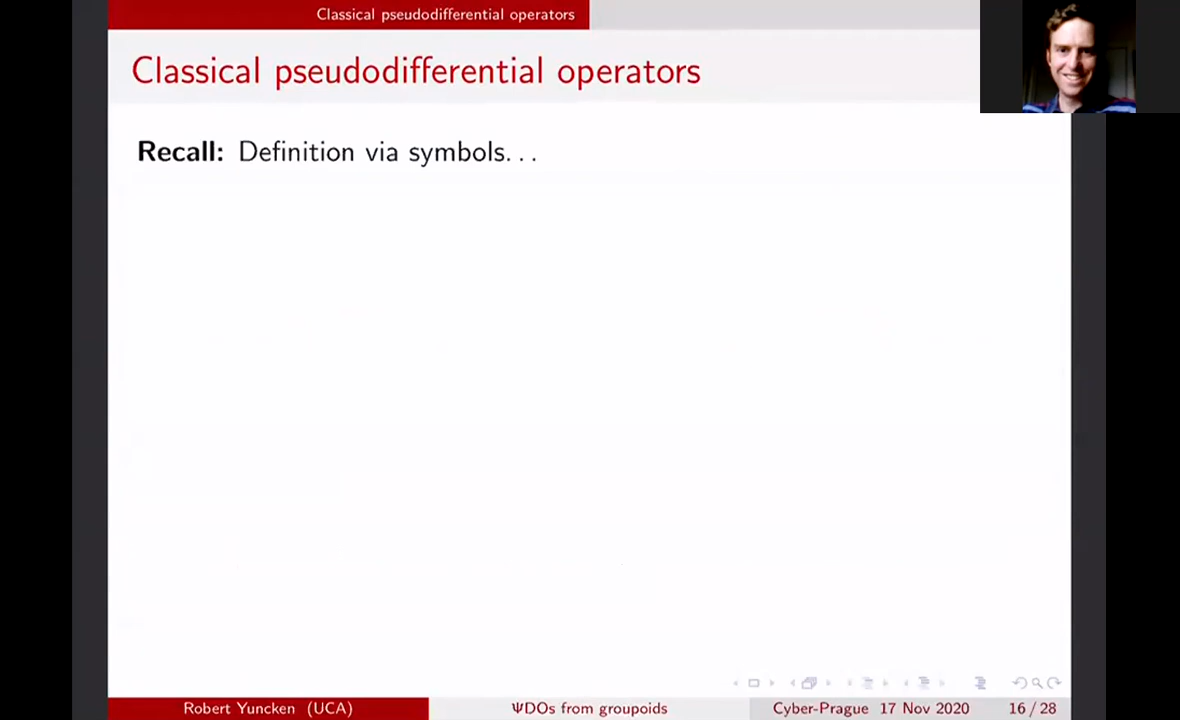 Classical pseudodifferential operators
Classical pseudodifferential operators
Recall: Definition via symbols. . .
Robert Yuncken (UCA) ΨDOs from groupoids Cyber-Prague 17 Nov 2020 16 / 28